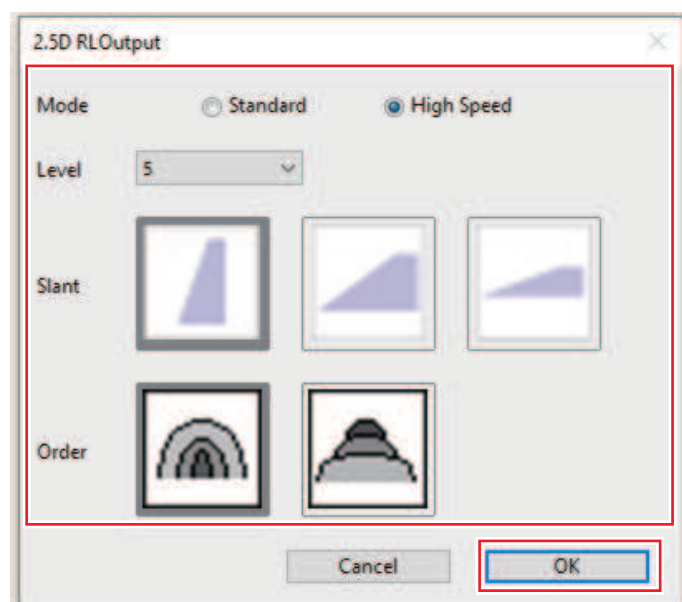 2.5D RLOutput
Mode Standard High Speed
Level 5
Slant
Order
Cancel OK